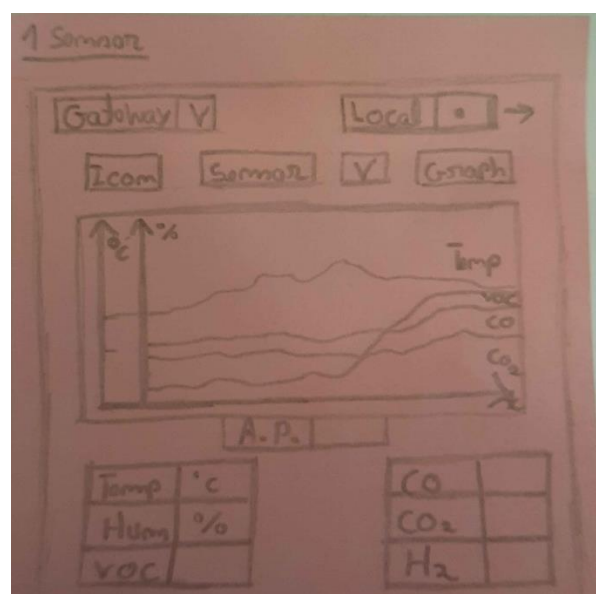 1 Sensor
Gateway V Local • →
Icon Sensor V Graph
°C %
Temp
VOC
CO
CO₂
A.P.
Temp °C CO
Hum % CO₂
VOC H₂